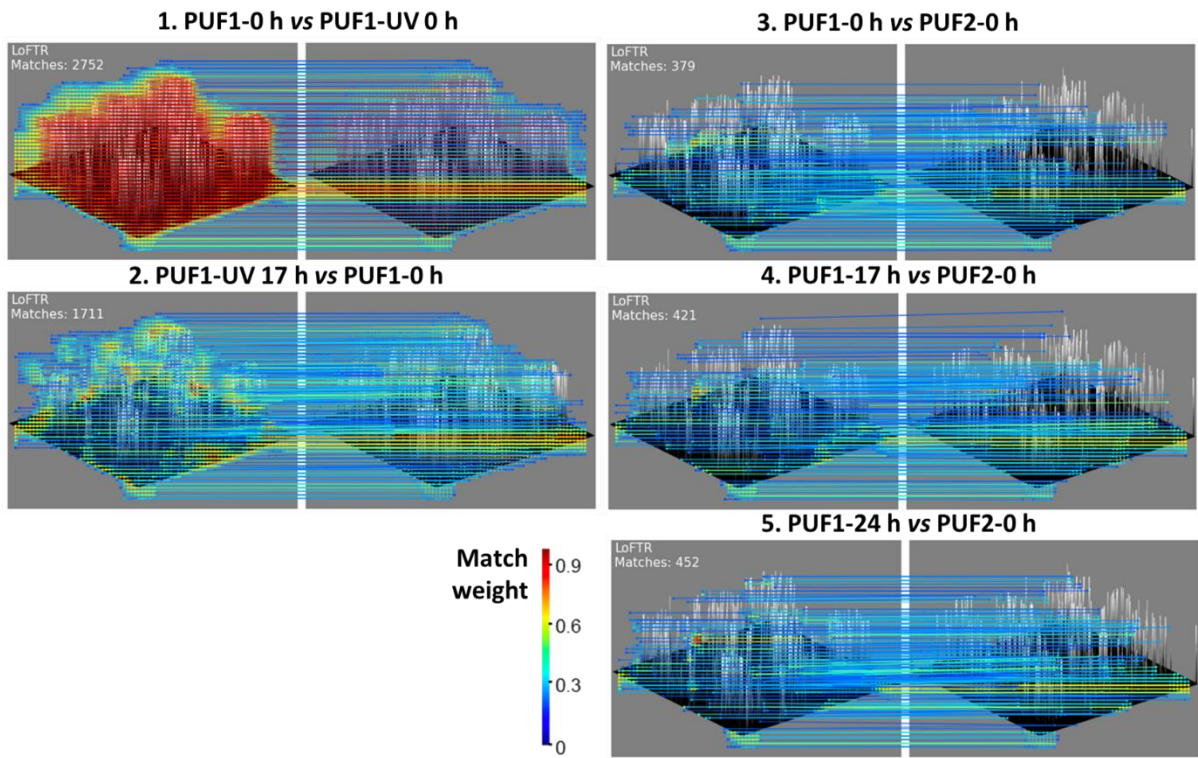 1. PUF1-0 h vs PUF1-UV 0 h
LoFTR
Matches: 2752
2. PUF1-UV 17 h vs PUF1-0 h
LoFTR
Matches: 1711
3. PUF1-0 h vs PUF2-0 h
LoFTR
Matches: 379
4. PUF1-17 h vs PUF2-0 h
LoFTR
Matches: 421
5. PUF1-24 h vs PUF2-0 h
LoFTR
Matches: 452
Match
weight
0.9
0.6
0.3
0